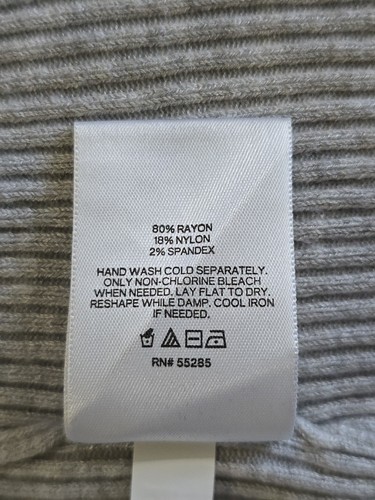 80% RAYON
18% NYLON
2% SPANDEX
HAND WASH COLD SEPARATELY.
ONLY NON-CHLORINE BLEACH
WHEN NEEDED. LAY FLAT TO DRY.
RESHAPE WHILE DAMP. COOL IRON
IF NEEDED.
RN# 55285